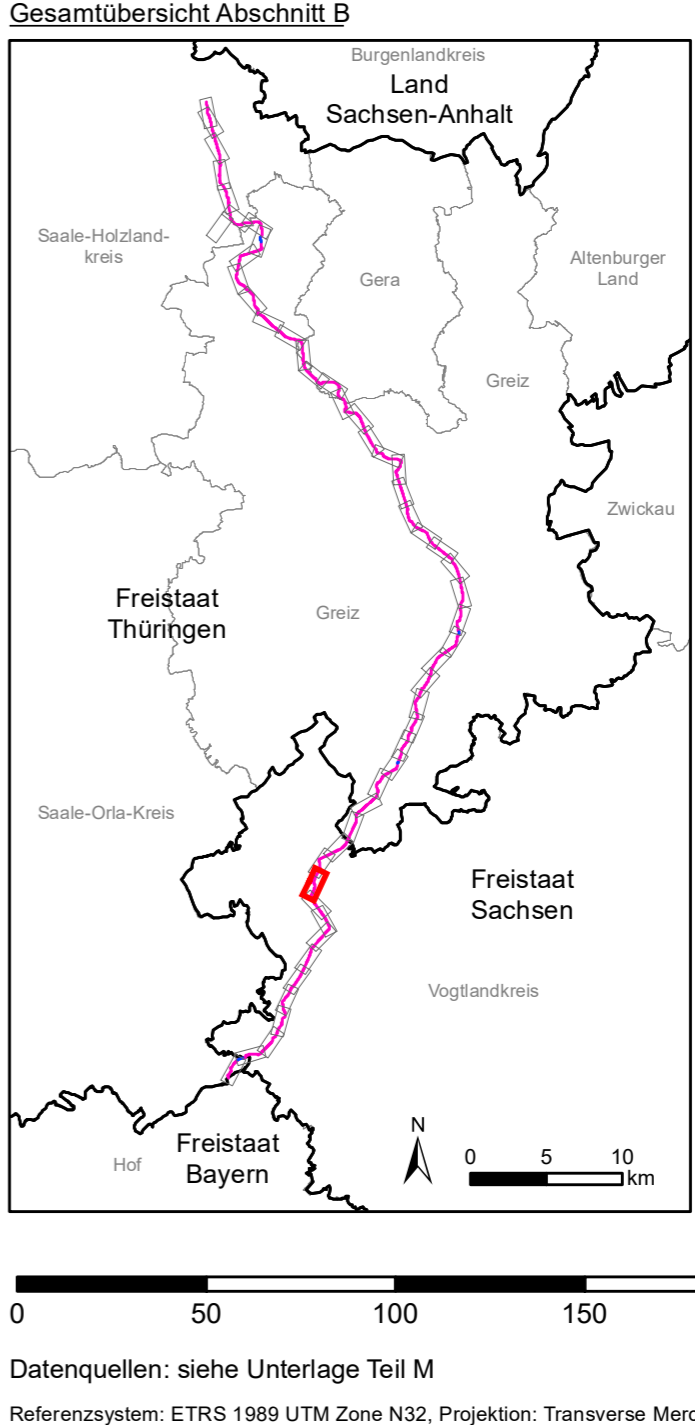 Gesamtübersicht Abschnitt B
Burgenlandkreis
Land
Sachsen-Anhalt
Saale-Holzland-
kreis
Gera
Altenburger
Land
Greiz
Zwickau
Freistaat
Thüringen
Greiz
Saale-Orla-Kreis
Freistaat
Sachsen
Vogtlandkreis
Hof
Freistaat
Bayern
N
0 5 10
km
0 50 100 150
Datenquellen: siehe Unterlage Teil M
Referenzsystem: ETRS 1989 UTM Zone N32, Projektion: Transverse Merc